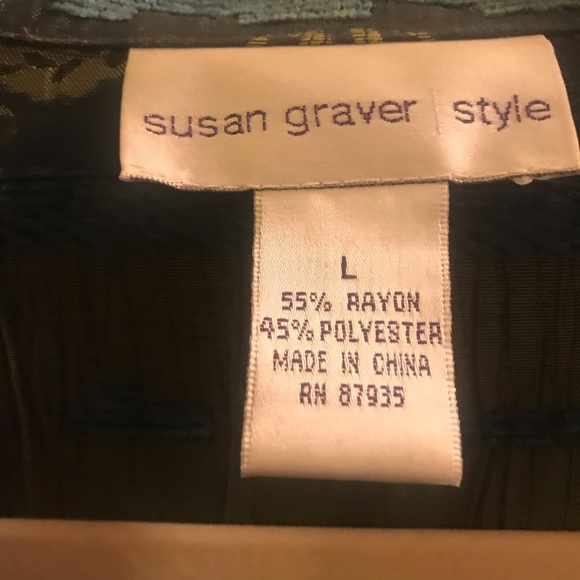 susan graver | style
L
55% RAYON
45% POLYESTER
MADE IN CHINA
RN 87935